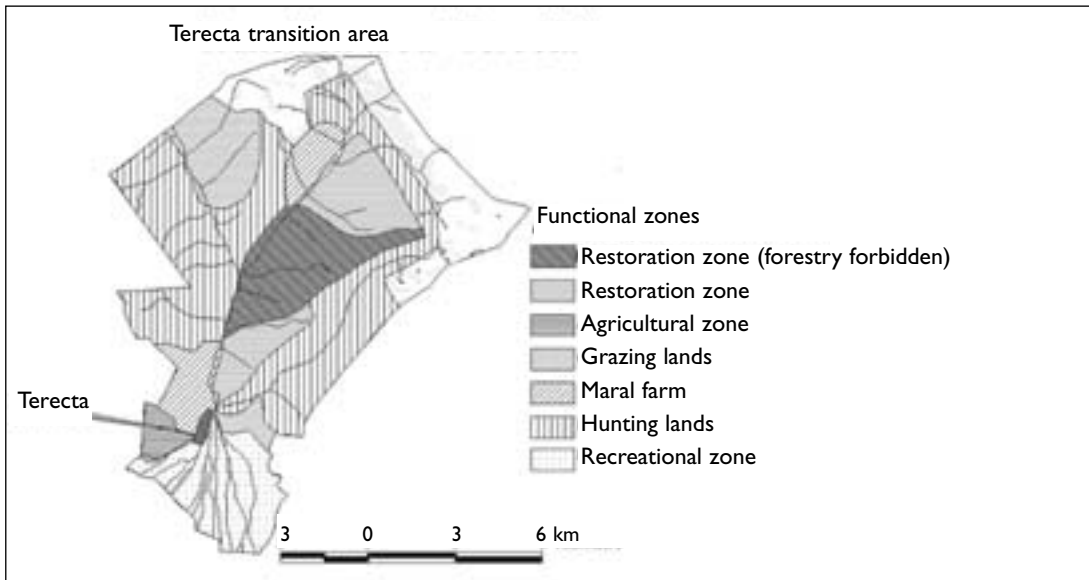 Terecta transition area
Functional zones
Restoration zone (forestry forbidden)
Restoration zone
Agricultural zone
Grazing lands
Maral farm
Hunting lands
Recreational zone
Terecta
3 0 3 6 km